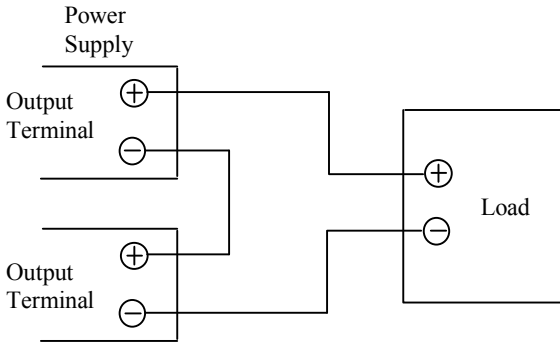 Power
Supply
Output
Terminal
+
−
Load
+
−
Output
Terminal
+
−